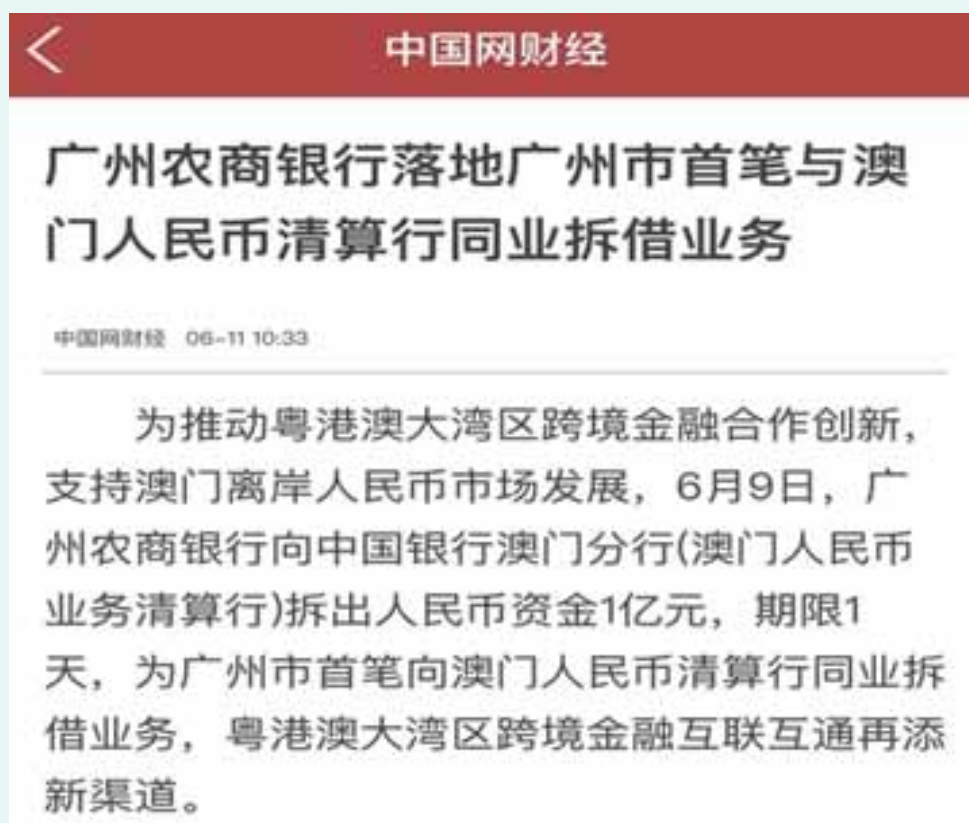 中国网财经
广州农商银行落地广州市首笔与澳
门人民币清算行同业拆借业务
中国网财经 06-11 10:33
为推动粤港澳大湾区跨境金融合作创新，
支持澳门离岸人民币市场发展，6月9日，广
州农商银行向中国银行澳门分行(澳门人民币
业务清算行)拆出人民币资金1亿元，期限1
天，为广州市首笔向澳门人民币清算行同业拆
借业务，粤港澳大湾区跨境金融互联互通再添
新渠道。